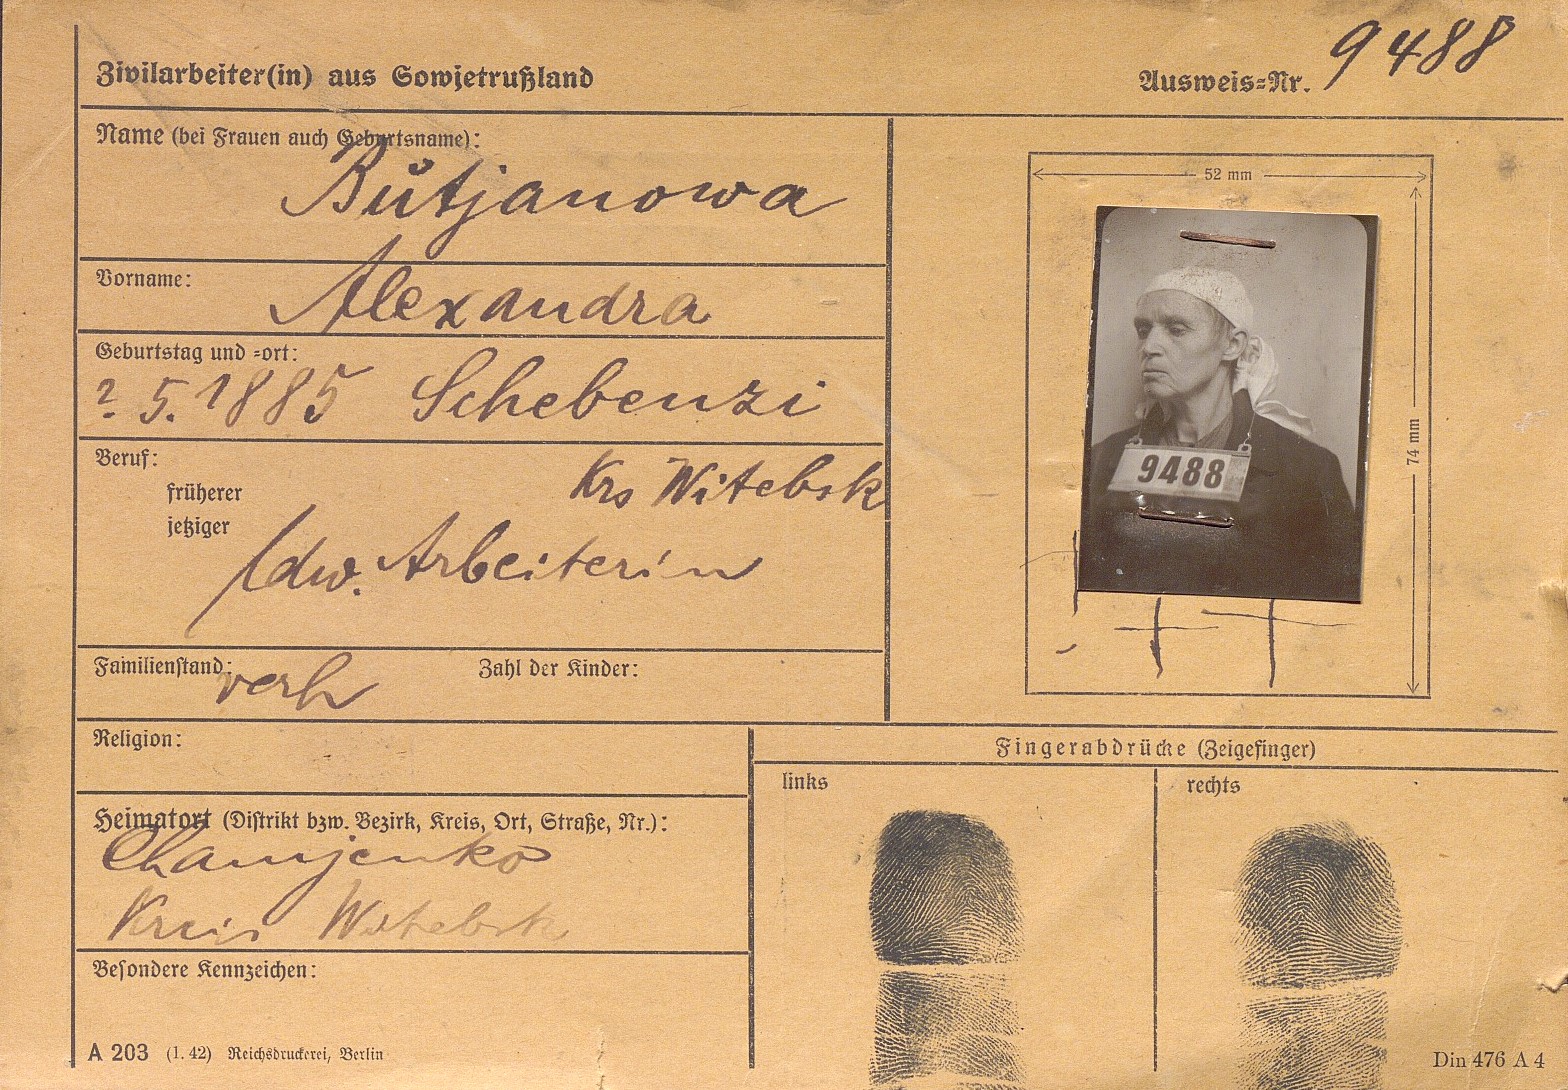 Zivilarbeiter(in) aus Sowjetrußland
Ausweis-Nr. 9488
Name (bei Frauen auch Geburtsname):
Butjanowa
Vorname:
Alexandra
Geburtstag und -ort:
?. 5. 1885 Schebenzi
Krs Witebsk
Beruf:
früherer
jetziger
ldw. Arbeiterin
Familienstand: verh
Zahl der Kinder:
Religion:
Heimatort (Distrikt bzw. Bezirk, Kreis, Ort, Straße, Nr.):
Kreis Witebsk
Besondere Kennzeichen:
A 203 (1. 42) Reichsdruckerei, Berlin
52 mm
74 mm
9488
Fingerabdrücke (Zeigefinger)
links
rechts
Din 476 A 4